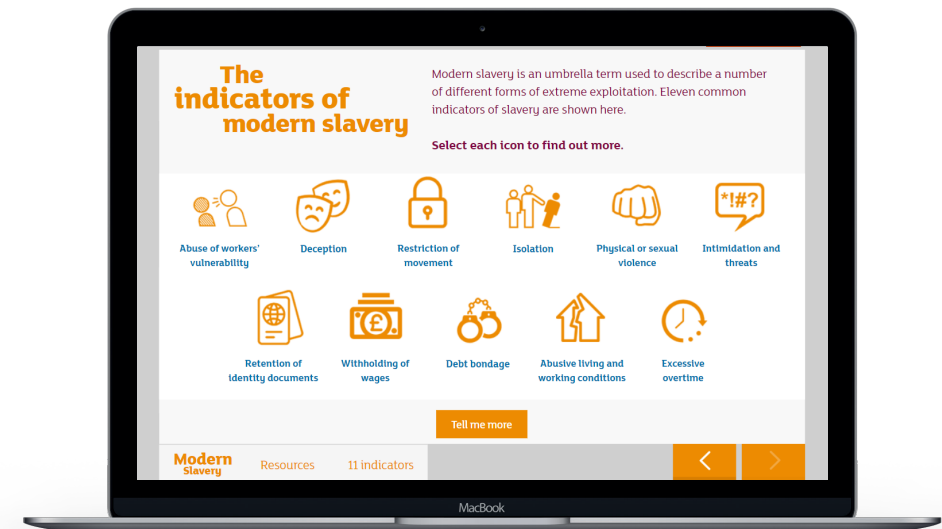 The
indicators of
modern slavery
Modern slavery is an umbrella term used to describe a number
of different forms of extreme exploitation. Eleven common
indicators of slavery are shown here.
Select each icon to find out more.
*!#?
Abuse of workers'
vulnerability
Deception
Restriction of
movement
Isolation
Physical or sexual
violence
Intimidation and
threats
£
Retention of
identity documents
Withholding of
wages
Debt bondage
Abusive living and
working conditions
Excessive
overtime
Tell me more
Modern
Slavery
Resources
11 indicators
MacBook